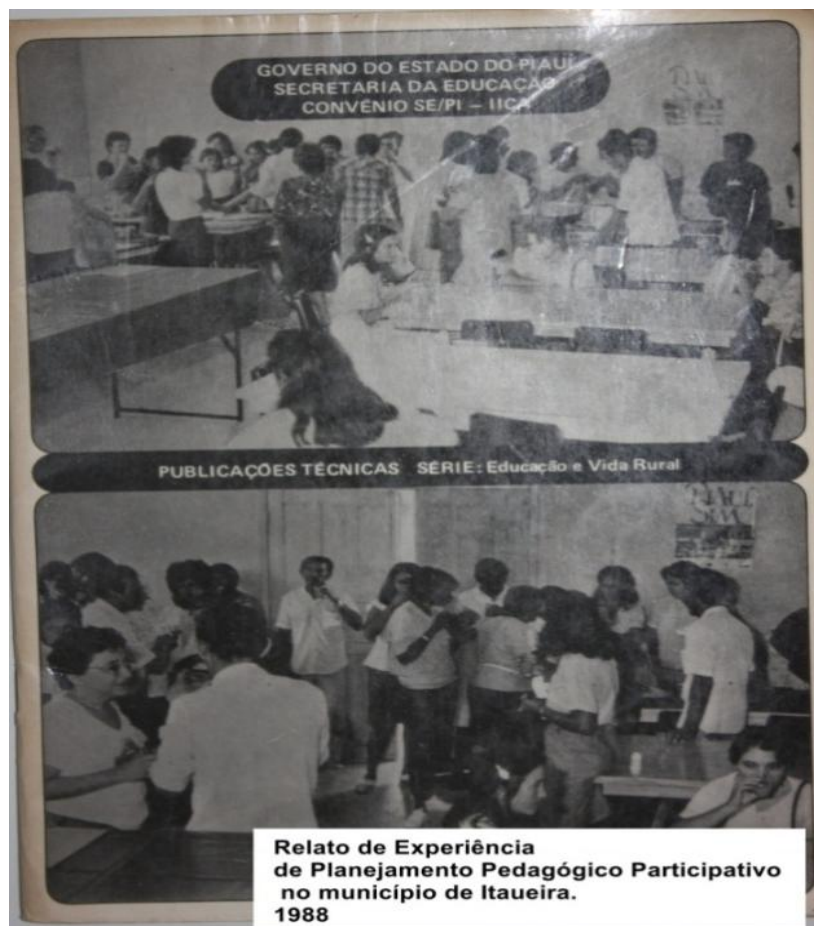 GOVERNO DO ESTADO DO PIAUÍ
SECRETARIA DA EDUCAÇÃO
CONVÊNIO SE/PI – IICA
PUBLICAÇÕES TÉCNICAS SÉRIE: Educação e Vida Rural
Relato de Experiência
de Planejamento Pedagógico Participativo
no município de Itaueira.
1988